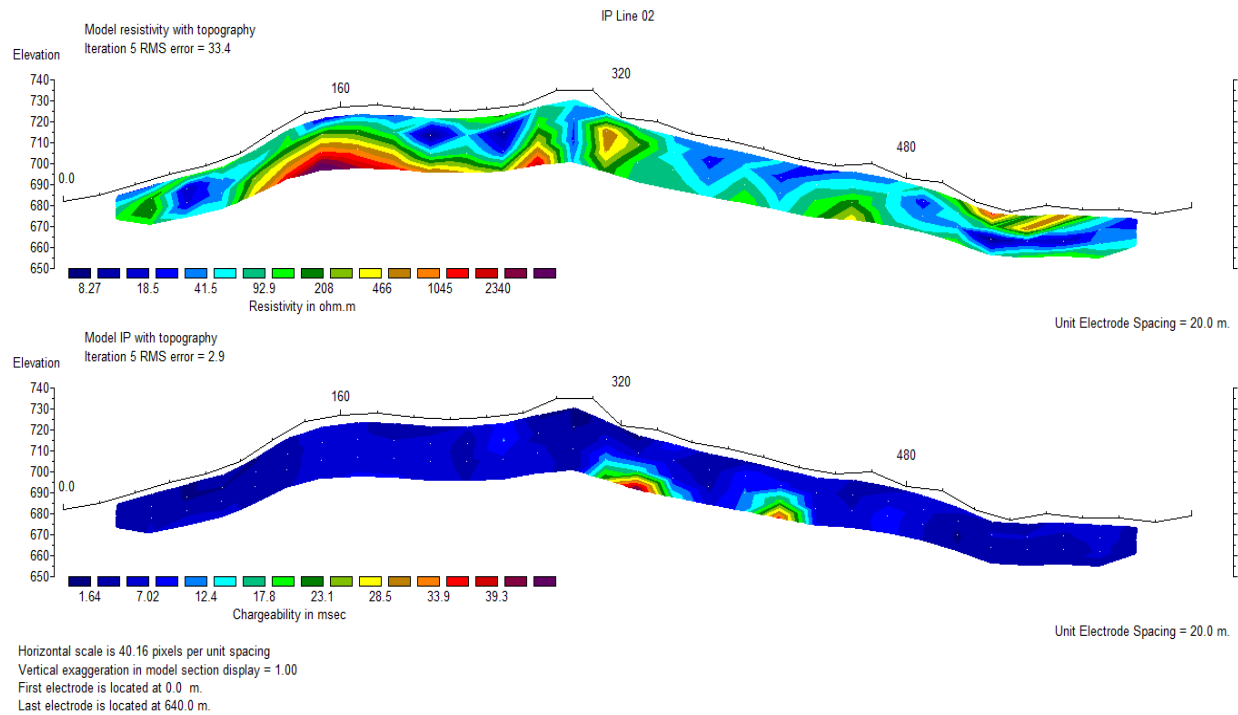 IP Line 02
Model resistivity with topography
Iteration 5 RMS error = 33.4
Elevation
320
740
160
730
720
710
480
700
0.0
690
680
670
660
650
8.27 18.5 41.5 92.9 208 466 1045 2340
Resistivity in ohm.m
Unit Electrode Spacing = 20.0 m.
Model IP with topography
Iteration 5 RMS error = 2.9
Elevation
320
740
160
730
720
710
480
700
0.0
690
680
670
660
650
1.64 7.02 12.4 17.8 23.1 28.5 33.9 39.3
Chargeability in msec
Unit Electrode Spacing = 20.0 m.
Horizontal scale is 40.16 pixels per unit spacing
Vertical exaggeration in model section display = 1.00
First electrode is located at 0.0 m.
Last electrode is located at 640.0 m.